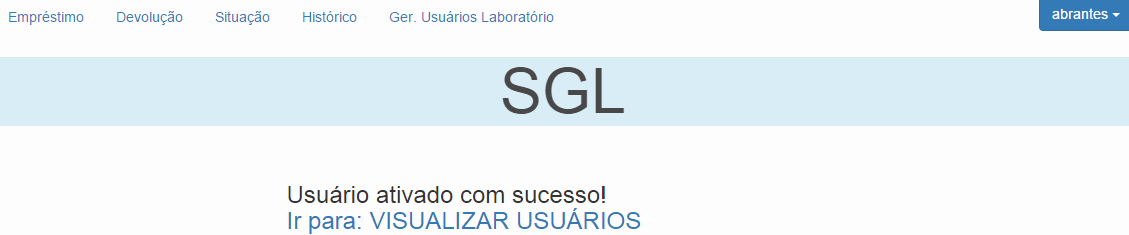 Empréstimo Devolução Situação Histórico Ger. Usuários Laboratório abrantes
SGL
Usuário ativado com sucesso!
Ir para: VISUALIZAR USUÁRIOS